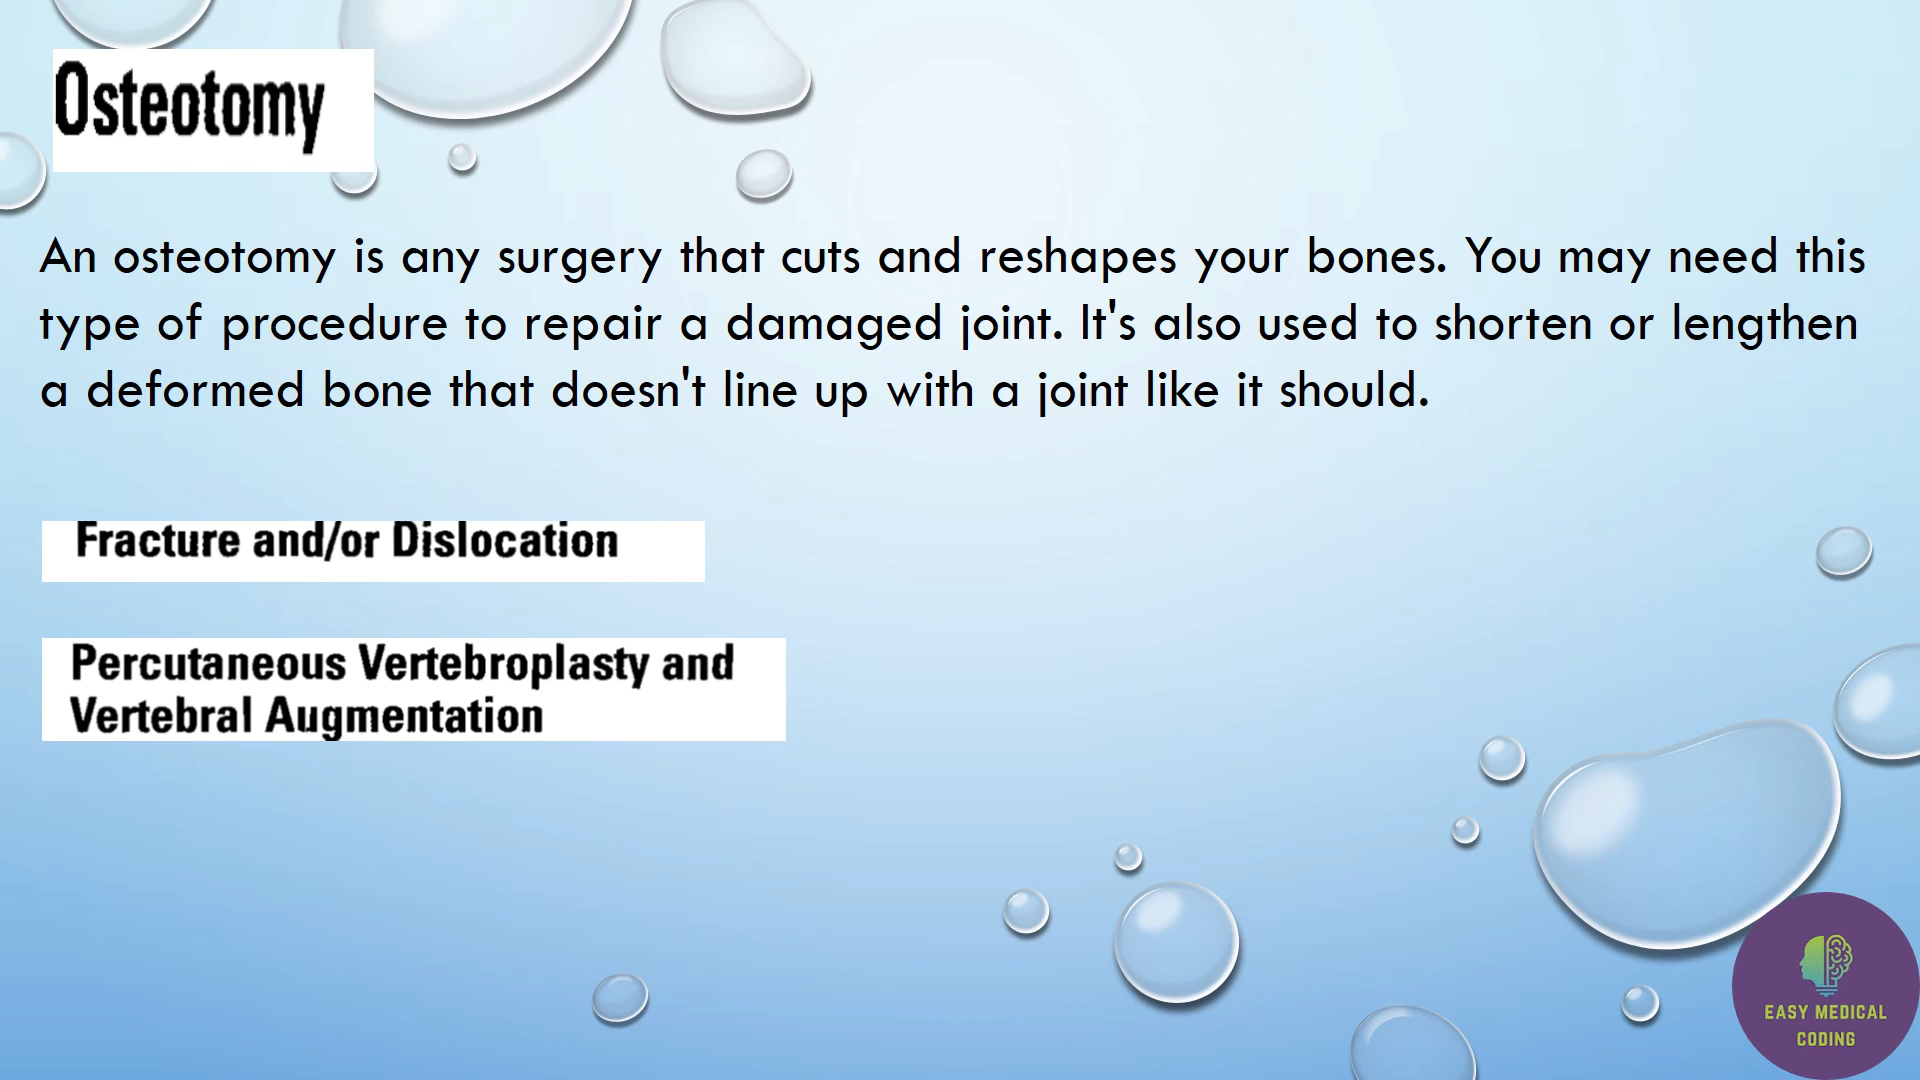 Osteotomy
An osteotomy is any surgery that cuts and reshapes your bones. You may need this
type of procedure to repair a damaged joint. It's also used to shorten or lengthen
a deformed bone that doesn't line up with a joint like it should.
Fracture and/or Dislocation
Percutaneous Vertebroplasty and
Vertebral Augmentation
EASY MEDICAL
CODING